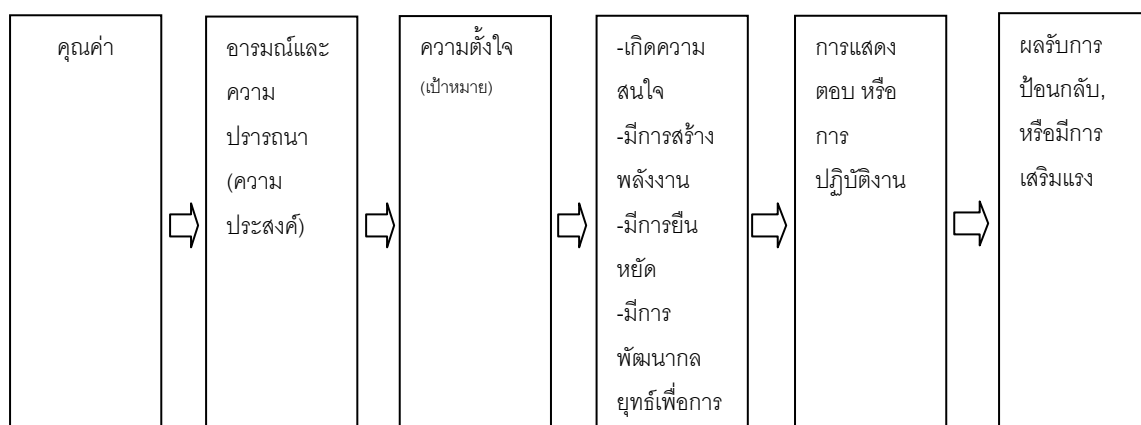 คุณค่า
อารมณ์และ
ความ
ปรารถนา
(ความ
ประสงค์)
ความตั้งใจ
(เป้าหมาย)
-เกิดความ
สนใจ
-มีการสร้าง
พลังงาน
-มีการยืน
หยัด
-มีการ
พัฒนากล
ยุทธ์เพื่อการ
การแสดง
ตอบ หรือ
การ
ปฏิบัติงาน
ผลรับการ
ป้อนกลับ,
หรือมีการ
เสริมแรง